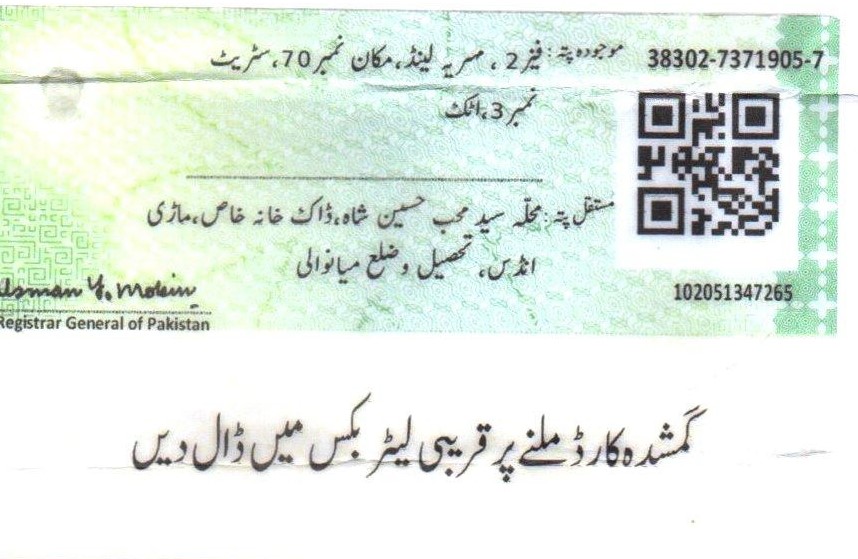 38302-7371905-7
موجودہ پتہ: فیز 2، مسریہ لینڈ، مکان نمبر 70، سٹریٹ
نمبر 3، اٹک
مستقل پتہ: محلّہ سید محب حسین شاہ، ڈاک خانہ خاص، ماڑی
انڈس، تحصیل و ضلع میانوالی
102051347265
Usman Y. Mobin
Registrar General of Pakistan
گمشدہ کارڈ ملنے پر قریبی لیٹر بکس میں ڈال دیں